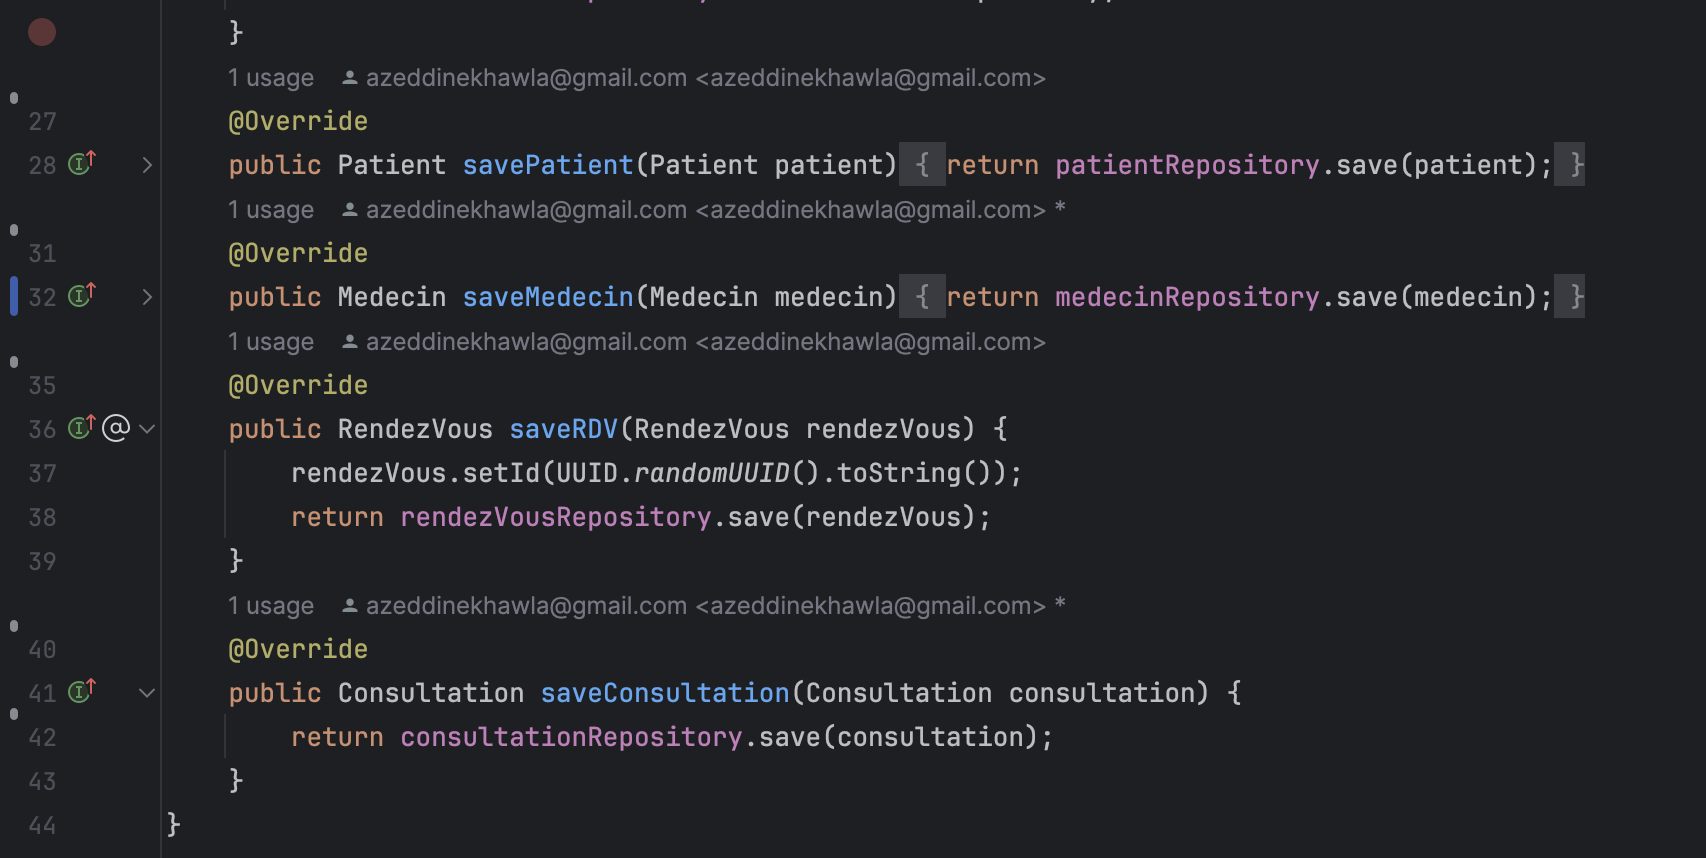 }
1 usage azeddinekhawla@gmail.com <azeddinekhawla@gmail.com>
27 @Override
28 public Patient savePatient(Patient patient) { return patientRepository.save(patient); }
1 usage azeddinekhawla@gmail.com <azeddinekhawla@gmail.com> *
31 @Override
32 public Medecin saveMedecin(Medecin medecin) { return medecinRepository.save(medecin); }
1 usage azeddinekhawla@gmail.com <azeddinekhawla@gmail.com>
35 @Override
36 public RendezVous saveRDV(RendezVous rendezVous) {
37 rendezVous.setId(UUID.randomUUID().toString());
38 return rendezVousRepository.save(rendezVous);
39 }
1 usage azeddinekhawla@gmail.com <azeddinekhawla@gmail.com> *
40 @Override
41 public Consultation saveConsultation(Consultation consultation) {
42 return consultationRepository.save(consultation);
43 }
44 }